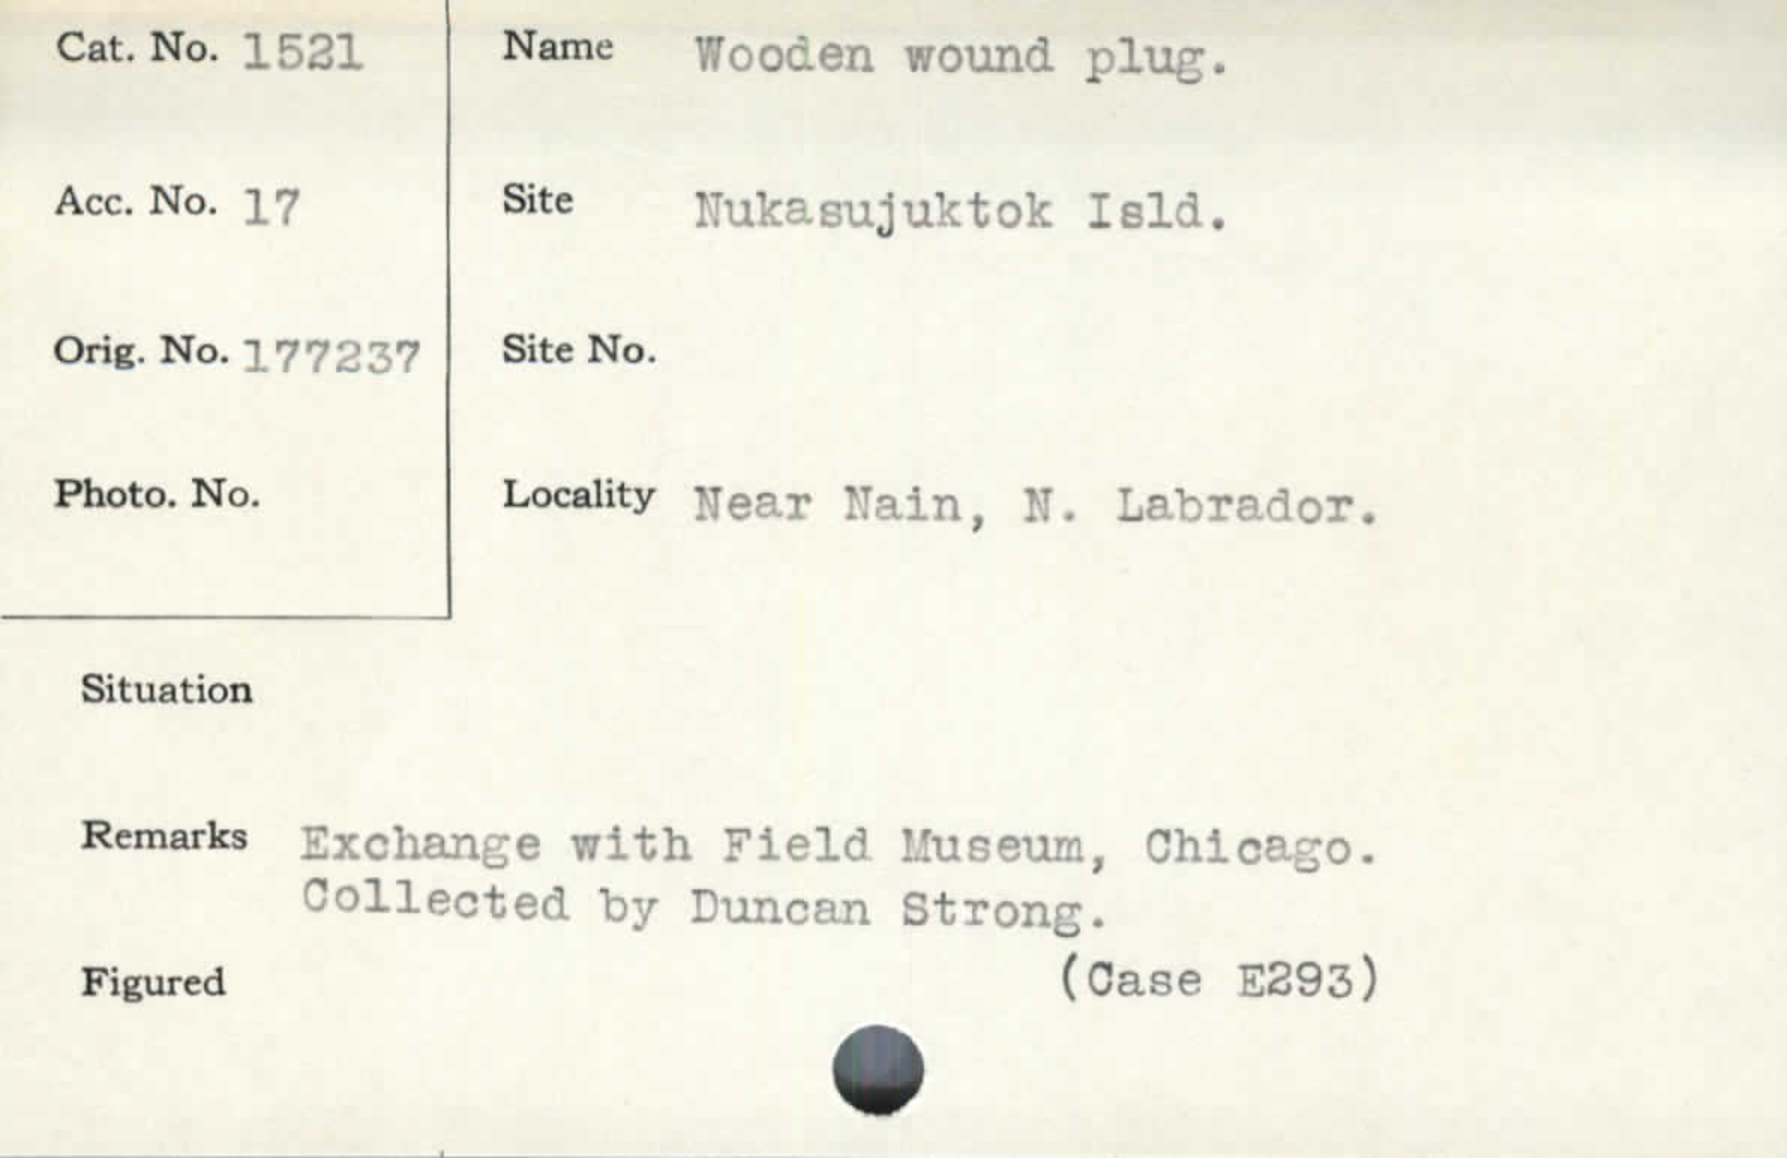 Cat. No. 1521
Name Wooden wound plug.
Acc. No. 17
Site Nukasujuktok Isld.
Orig. No. 177237
Site No.
Photo. No.
Locality Near Nain, N. Labrador.
Situation
Remarks Exchange with Field Museum, Chicago.
Collected by Duncan Strong.
Figured (Case E293)